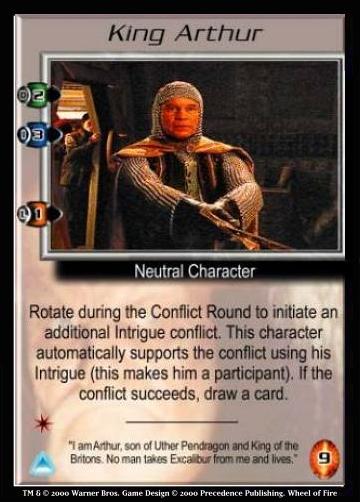 King Arthur
2
3
1
Neutral Character
Rotate during the Conflict Round to initiate an
additional Intrigue conflict. This character
automatically supports the conflict using his
Intrigue (this makes him a participant). If the
conflict succeeds, draw a card.
"I am Arthur, son of Uther Pendragon and King of the
Britons. No man takes Excalibur from me and lives."
9
TM & © 2000 Warner Bros. Game Design © 2000 Precedence Publishing. Wheel of Fire